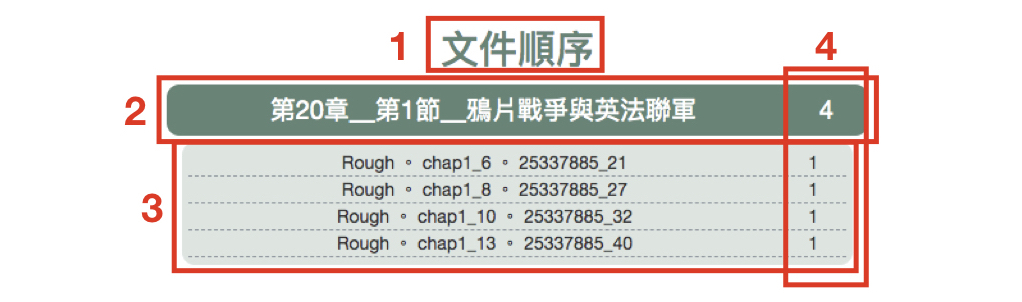 1 文件順序 4
2 第20章__第1節__鴉片戰爭與英法聯軍 4
Rough。chap1_6。25337885_21 1
Rough。chap1_8。25337885_27 1
3 Rough。chap1_10。25337885_32 1
Rough。chap1_13。25337885_40 1